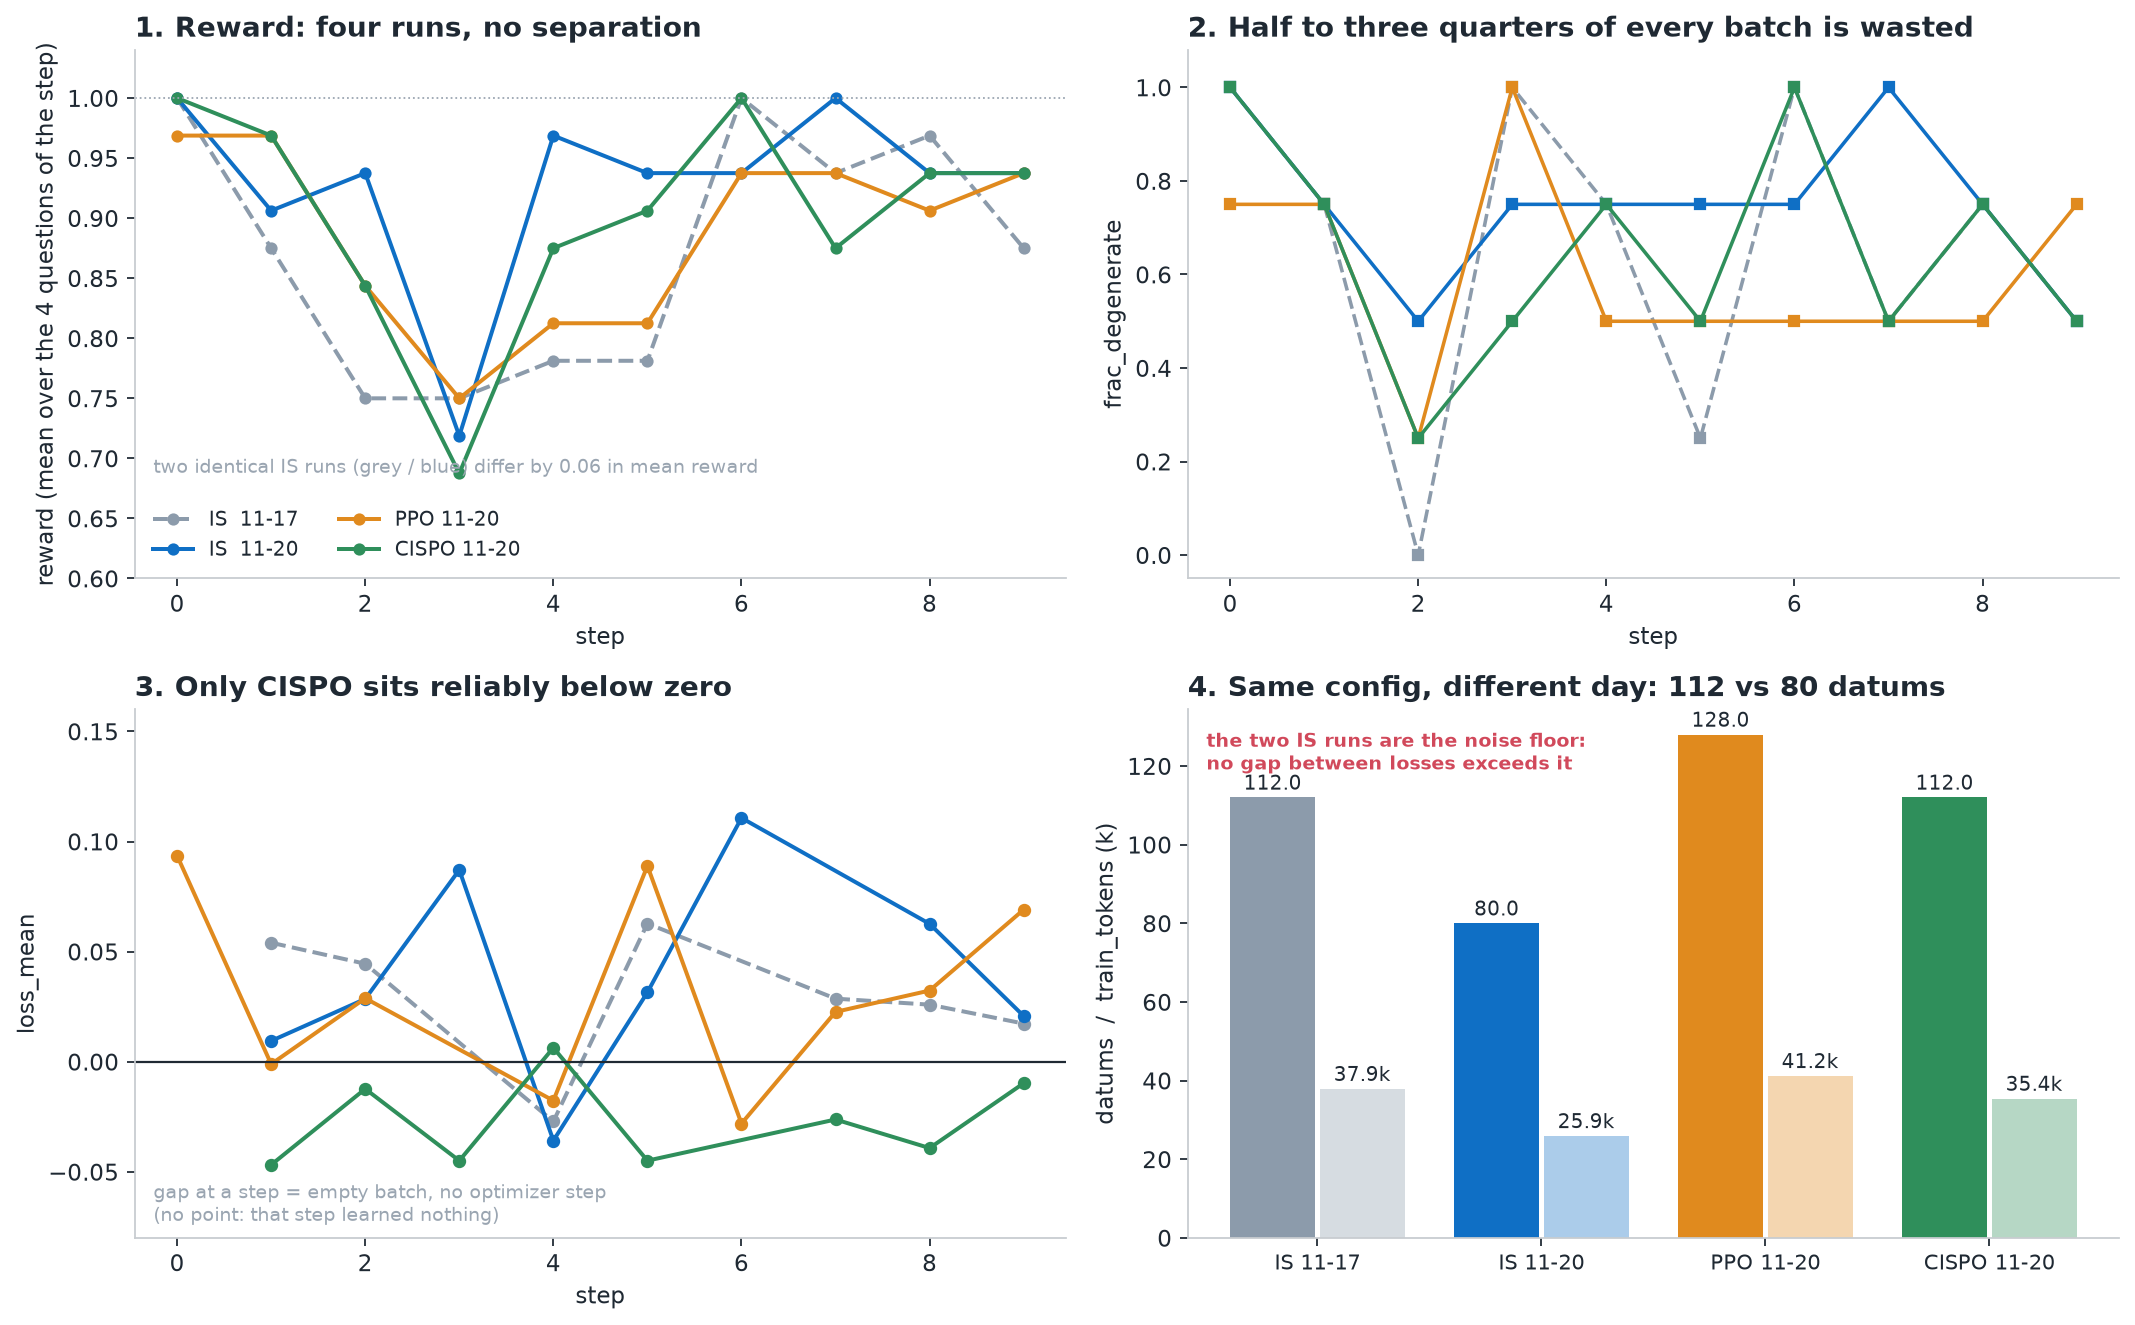 1. Reward: four runs, no separation
reward (mean over the 4 questions of the step)
1.00
0.95
0.90
0.85
0.80
0.75
0.70
0.65
0.60
two identical IS runs (grey / blue) differ by 0.06 in mean reward
IS 11-17
IS 11-20
PPO 11-20
CISPO 11-20
0 2 4 6 8
step
2. Half to three quarters of every batch is wasted
frac_degenerate
1.0
0.8
0.6
0.4
0.2
0.0
0 2 4 6 8
step
3. Only CISPO sits reliably below zero
loss_mean
0.15
0.10
0.05
0.00
−0.05
gap at a step = empty batch, no optimizer step
(no point: that step learned nothing)
0 2 4 6 8
step
4. Same config, different day: 112 vs 80 datums
datums / train_tokens (k)
120
100
80
60
40
20
0
the two IS runs are the noise floor:
no gap between losses exceeds it
112.0
37.9k
80.0
25.9k
128.0
41.2k
112.0
35.4k
IS 11-17
IS 11-20
PPO 11-20
CISPO 11-20